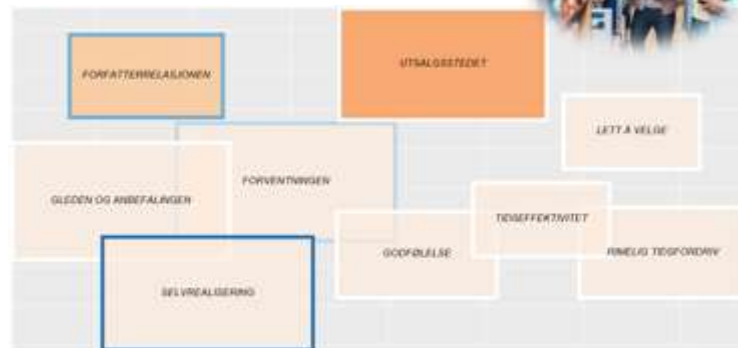 FORFATTERRELASJONEN
UTSALGSSTEDET
LETT Å VELGE
FORVENTNINGEN
GLEDEN OG ANBEFALINGEN
TIDSEFFEKTIVITET
GODFØLELSE
RIMELIG TIDSFORDRIV
SELVREALISERING